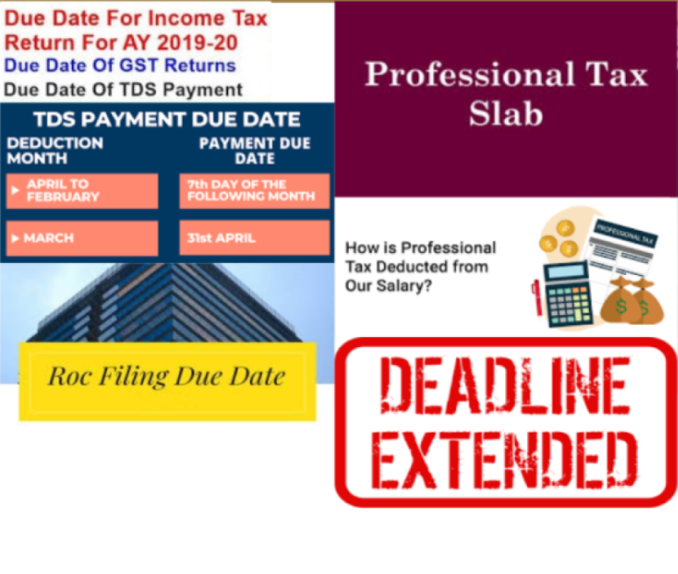 Due Date For Income Tax
Return For AY 2019-20
Due Date Of GST Returns
Due Date Of TDS Payment
TDS PAYMENT DUE DATE
DEDUCTION
MONTH
PAYMENT DUE
DATE
APRIL TO
FEBRUARY
7th DAY OF THE
FOLLOWING MONTH
MARCH
31st APRIL
Roc Filing Due Date
Professional Tax
Slab
How is Professional
Tax Deducted from
Our Salary?
PROFESSIONAL TAX
$ $
DEADLINE
EXTENDED